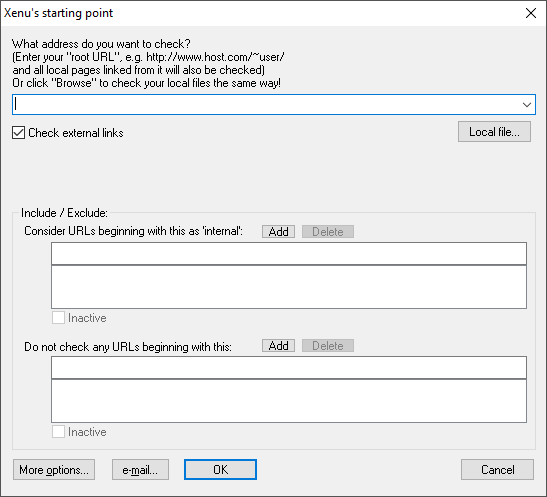 Xenu's starting point
What address do you want to check?
(Enter your "root URL", e.g. http://www.host.com/~user/
and all local pages linked from it will also be checked)
Or click "Browse" to check your local files the same way!
Check external links
Local file...
Include / Exclude:
Consider URLs beginning with this as 'internal':
Add
Delete
Inactive
Do not check any URLs beginning with this:
Add
Delete
Inactive
More options...
e-mail...
OK
Cancel